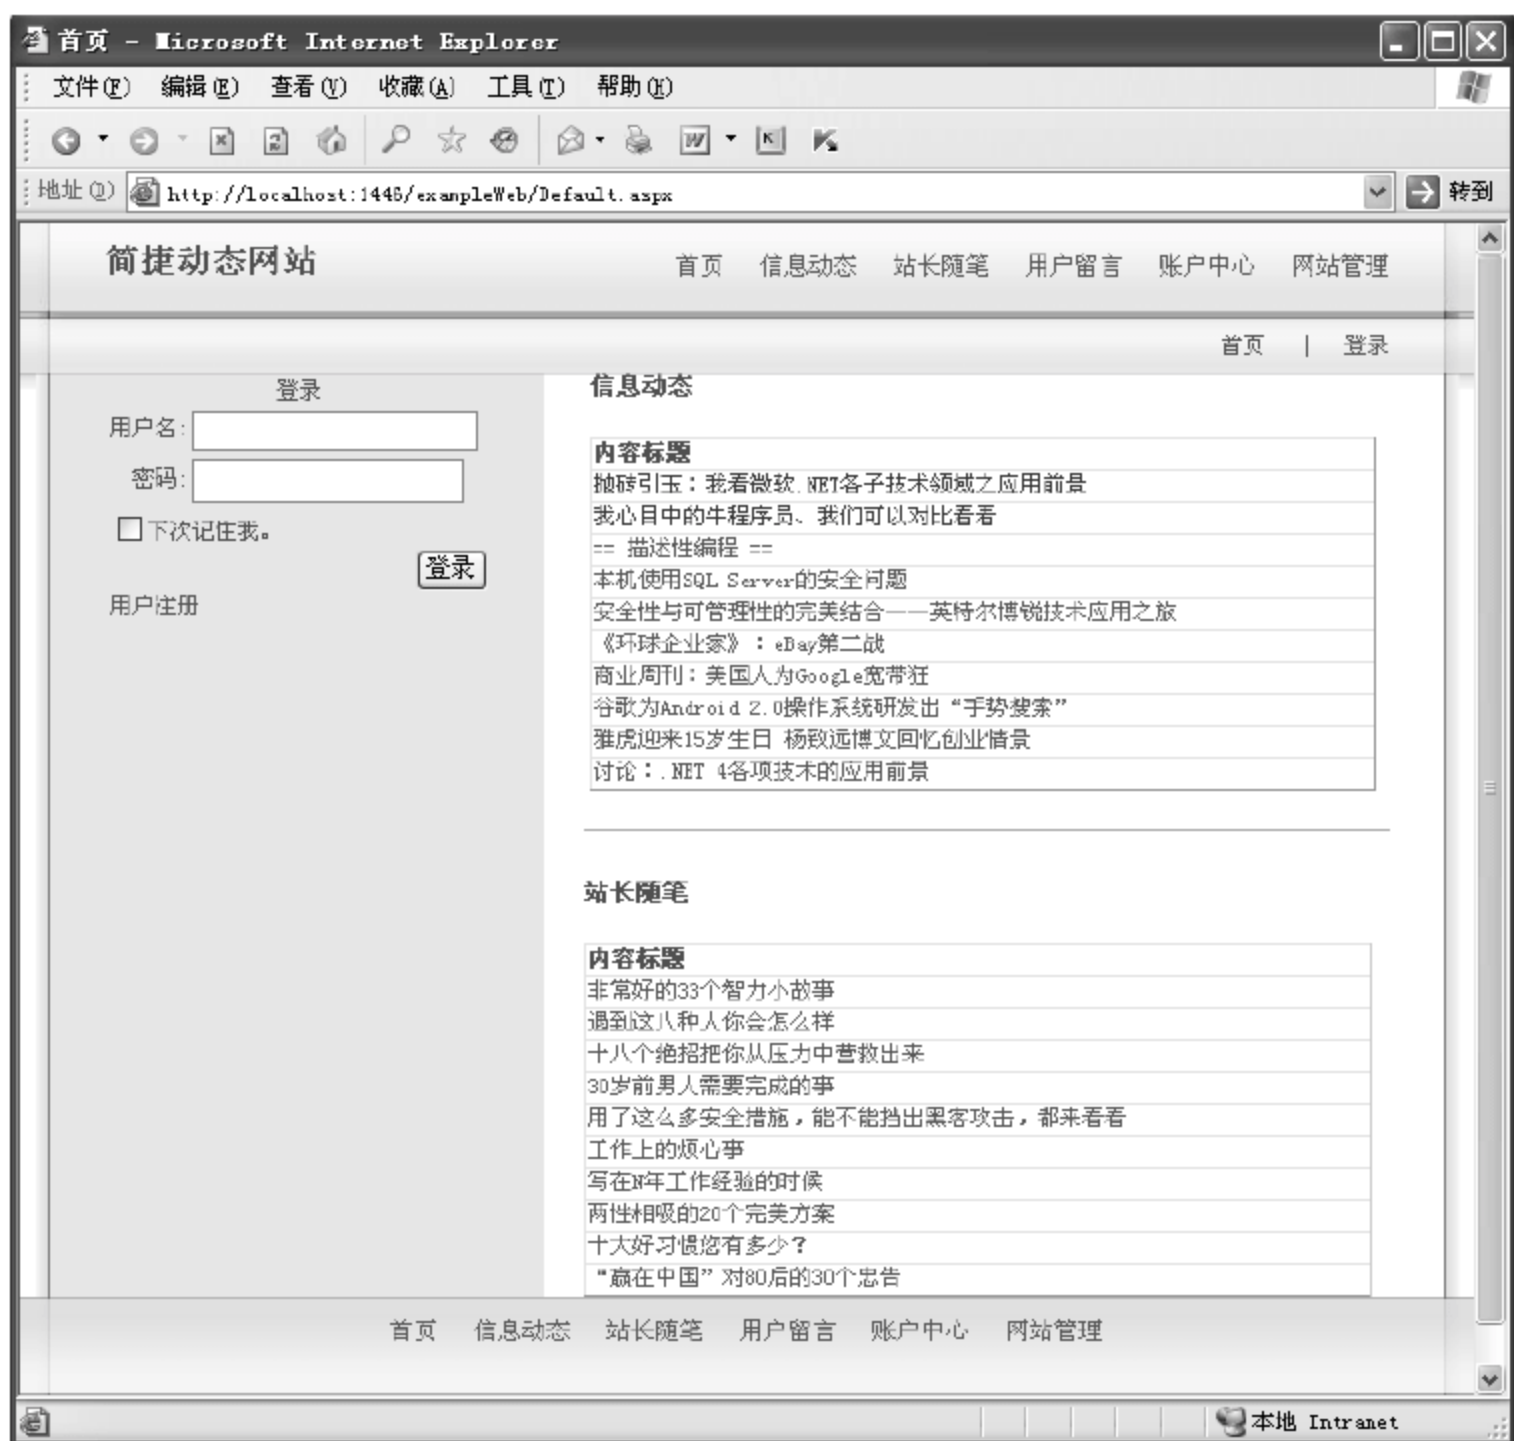 首页 - Microsoft Internet Explorer
文件(F) 编辑(E) 查看(V) 收藏(A) 工具(T) 帮助(H)
地址(D) http://localhost:1446/exampleWeb/Default.aspx 转到
简捷动态网站
首页 信息动态 站长随笔 用户留言 账户中心 网站管理
首页 | 登录
登录
用户名:
密码:
下次记住我。
登录
用户注册
信息动态
内容标题
抛砖引玉：我看微软.NET各子技术领域之应用前景
我心目中的牛程序员、我们可以对比看看
== 描述性编程 ==
本机使用SQL Server的安全问题
安全性与可管理性的完美结合——英特尔博锐技术应用之旅
《环球企业家》：eBay第二战
商业周刊：美国人为Google宽带狂
谷歌为Android 2.0操作系统研发出“手势搜索”
雅虎迎来15岁生日 杨致远博文回忆创业情景
讨论：.NET 4各项技术的应用前景
站长随笔
内容标题
非常好的33个智力小故事
遇到这八种人你会怎么样
十八个绝招把你从压力中营救出来
30岁前男人需要完成的事
用了这么多安全措施，能不能挡出黑客攻击，都来看看
工作上的烦心事
写在N年工作经验的时候
两性相吸的20个完美方案
十大好习惯您有多少？
“赢在中国”对80后的30个忠告
首页 信息动态 站长随笔 用户留言 账户中心 网站管理
本地 Intranet